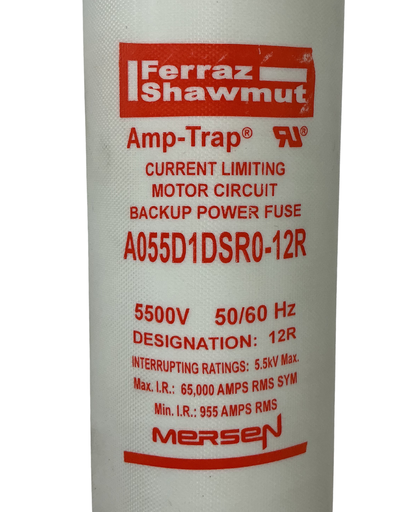 Ferraz
Shawmut
Amp-Trap® RU®
CURRENT LIMITING
MOTOR CIRCUIT
BACKUP POWER FUSE
A055D1DSR0-12R
5500V 50/60 Hz
DESIGNATION: 12R
INTERRUPTING RATINGS: 5.5kV Max.
Max. I.R.: 65,000 AMPS RMS SYM
Min. I.R.: 955 AMPS RMS
MERSEN